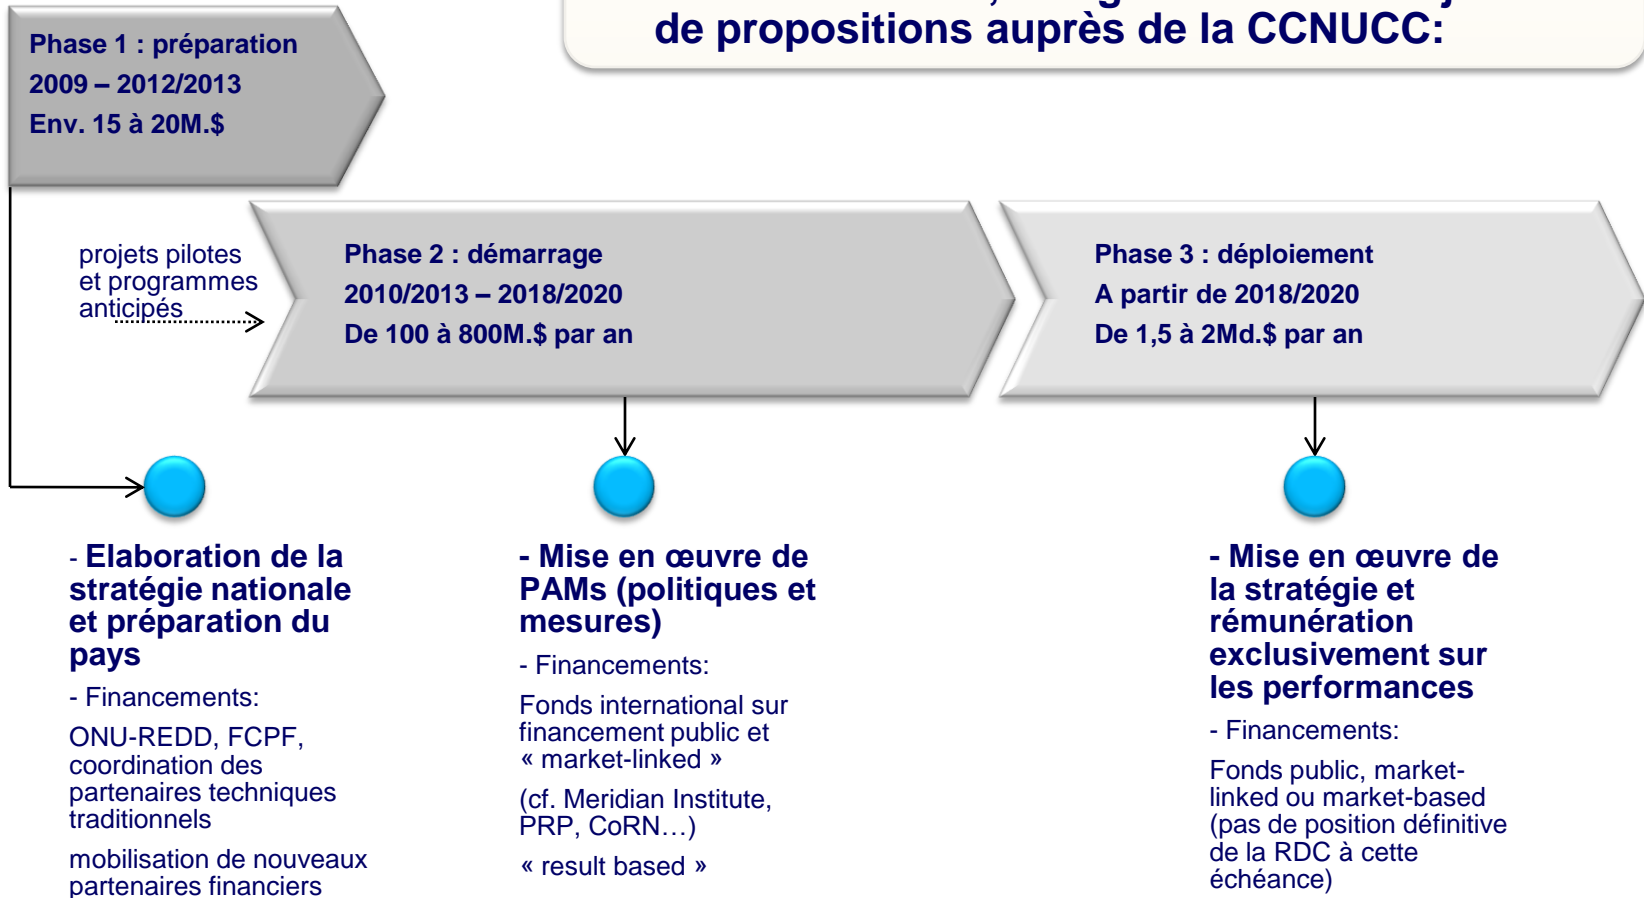 de propositions auprès de la CCNUCC:
Phase 1 : préparation
2009 – 2012/2013
Env. 15 à 20M.$
projets pilotes
et programmes
anticipés
Phase 2 : démarrage
2010/2013 – 2018/2020
De 100 à 800M.$ par an
Phase 3 : déploiement
A partir de 2018/2020
De 1,5 à 2Md.$ par an
- Elaboration de la
stratégie nationale
et préparation du
pays
- Financements:
ONU-REDD, FCPF,
coordination des
partenaires techniques
traditionnels
mobilisation de nouveaux
partenaires financiers
- Mise en œuvre de
PAMs (politiques et
mesures)
- Financements:
Fonds international sur
financement public et
« market-linked »
(cf. Meridian Institute,
PRP, CoRN…)
« result based »
- Mise en œuvre de
la stratégie et
rémunération
exclusivement sur
les performances
- Financements:
Fonds public, market-
linked ou market-based
(pas de position définitive
de la RDC à cette
échéance)